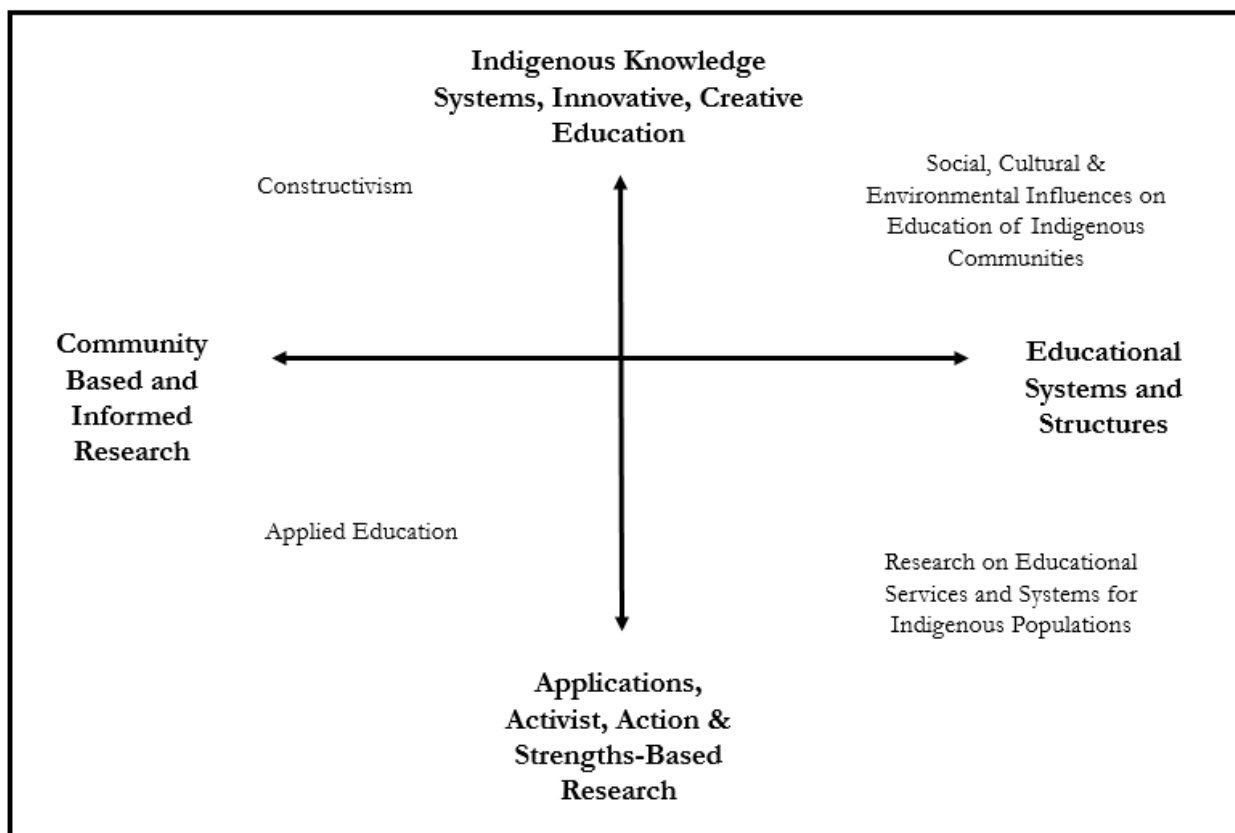 Indigenous Knowledge
Systems, Innovative, Creative
Education
Constructivism
Social, Cultural &
Environmental Influences on
Education of Indigenous
Communities
Community
Based and
Informed
Research
Educational
Systems and
Structures
Applied Education
Research on Educational
Services and Systems for
Indigenous Populations
Applications,
Activist, Action &
Strengths-Based
Research